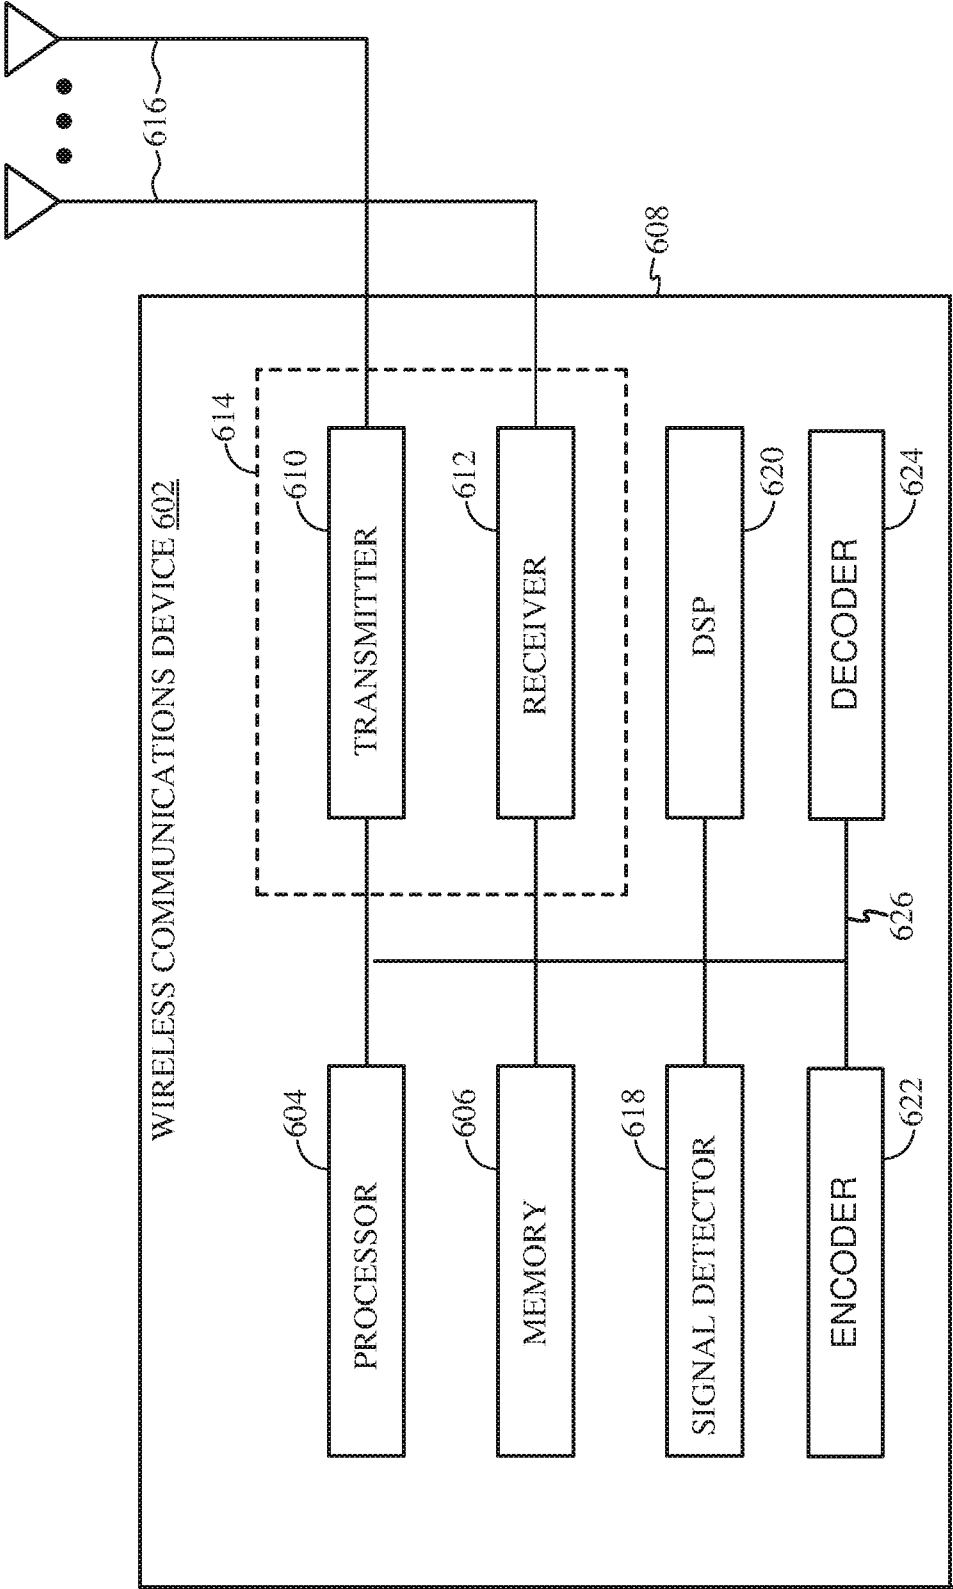 WIRELESS COMMUNICATIONS DEVICE 602
608
616
614
604
PROCESSOR
610
TRANSMITTER
606
MEMORY
612
RECEIVER
618
SIGNAL DETECTOR
620
DSP
ENCODER
622
626
DECODER
624